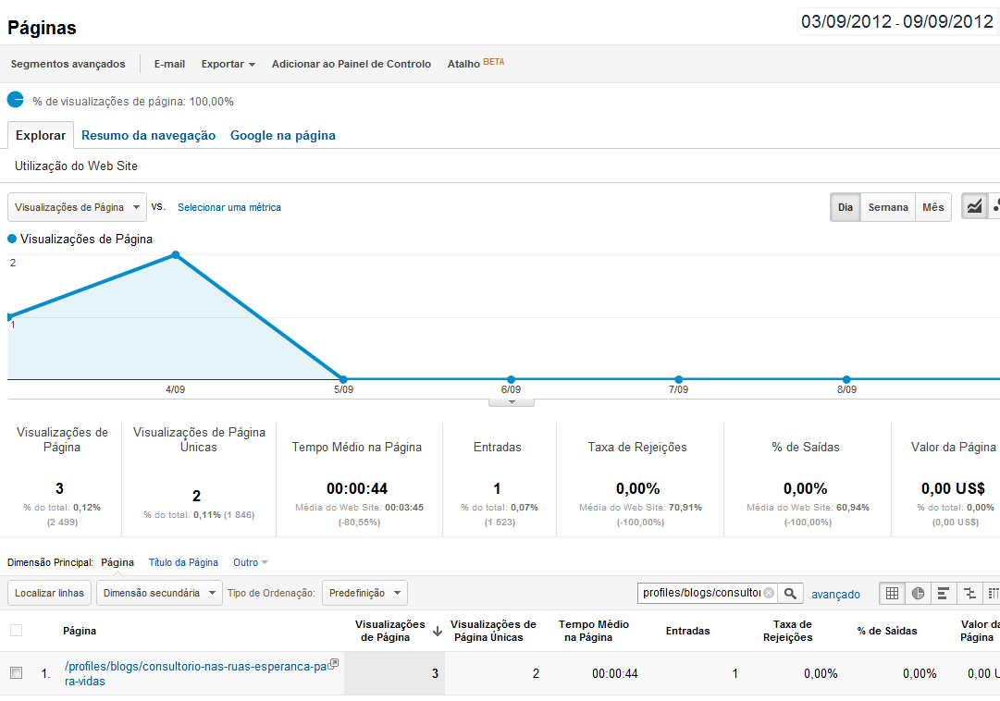 Páginas
03/09/2012 - 09/09/2012
Segmentos avançados E-mail Exportar Adicionar ao Painel de Controlo Atalho BETA
% de visualizações de página: 100,00%
Explorar Resumo da navegação Google na página
Utilização do Web Site
Visualizações de Página vs. Selecionar uma métrica Dia Semana Mês
Visualizações de Página
2
1
4/09 5/09 6/09 7/09 8/09
Visualizações de Página
3
% do total: 0,12%
(2 499)
Visualizações de Página Únicas
2
% do total: 0,11% (1 846)
Tempo Médio na Página
00:00:44
Média do Web Site: 00:03:45
(-80,55%)
Entradas
1
% do total: 0,07%
(1 523)
Taxa de Rejeições
0,00%
Média do Web Site: 70,91%
(-100,00%)
% de Saídas
0,00%
Média do Web Site: 60,94%
(-100,00%)
Valor da Página
0,00 US$
% do total: 0,00%
(0,00 US$)
Dimensão Principal: Página Título da Página Outro
Localizar linhas Dimensão secundária Tipo de Ordenação: Predefinição profiles/blogs/consultor avançado
Página Visualizações de Página Visualizações de Página Únicas Tempo Médio na Página Entradas Taxa de Rejeições % de Saídas Valor da Página
1. /profiles/blogs/consultorio-nas-ruas-esperanca-pa
ra-vidas 3 2 00:00:44 1 0,00% 0,00% 0,00